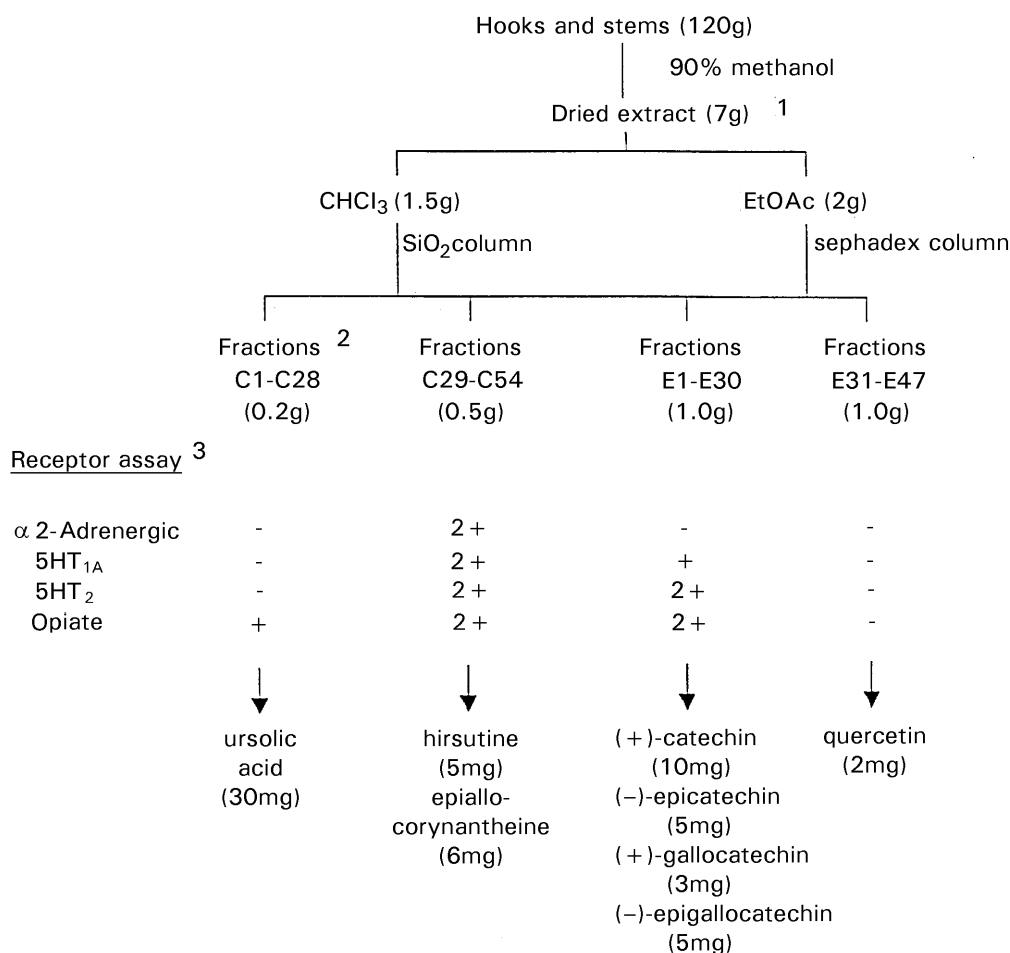 Hooks and stems (120g)
90% methanol
Dried extract (7g) 1
CHCl₃ (1.5g) EtOAc (2g)
SiO₂ column sephadex column
Fractions 2 Fractions Fractions Fractions
C1-C28 C29-C54 E1-E30 E31-E47
(0.2g) (0.5g) (1.0g) (1.0g)
Receptor assay 3
α 2-Adrenergic - 2+ - -
5HT₁A - 2+ + -
5HT₂ - 2+ 2+ -
Opiate + 2+ 2+ -
ursolic hirsutine (+)-catechin quercetin
acid (5mg) (10mg) (2mg)
(30mg) epiallo- (−)-epicatechin
corynantheine (5mg)
(6mg) (+)-gallocatechin
(3mg)
(−)-epigallocatechin
(5mg)